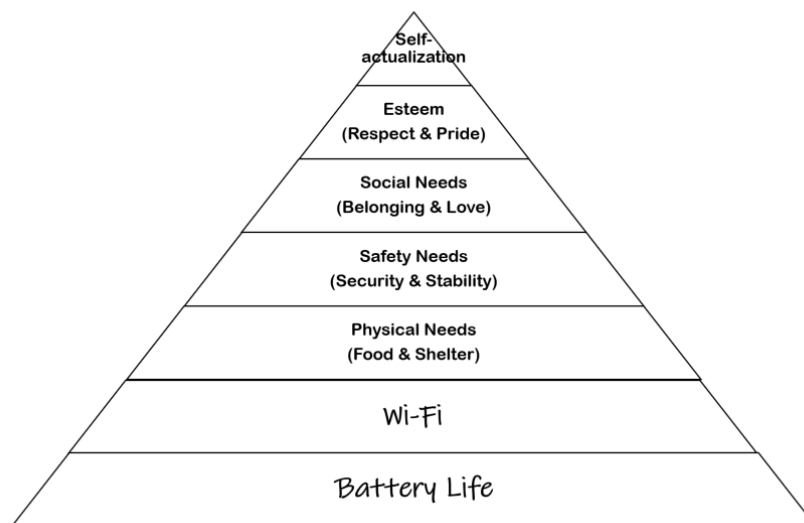 Self-
actualization
Esteem
(Respect & Pride)
Social Needs
(Belonging & Love)
Safety Needs
(Security & Stability)
Physical Needs
(Food & Shelter)
Wi-Fi
Battery Life